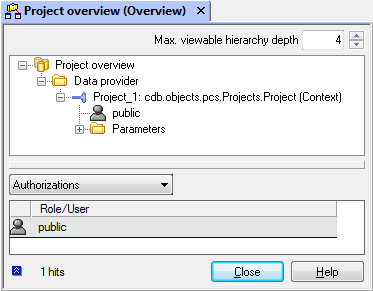 Project overview (Overview)
Max. viewable hierarchy depth 4
Project overview
Data provider
Project_1: cdb.objects.pcs.Projects.Project (Context)
public
Parameters
Authorizations
Role/User
public
1 hits Close Help